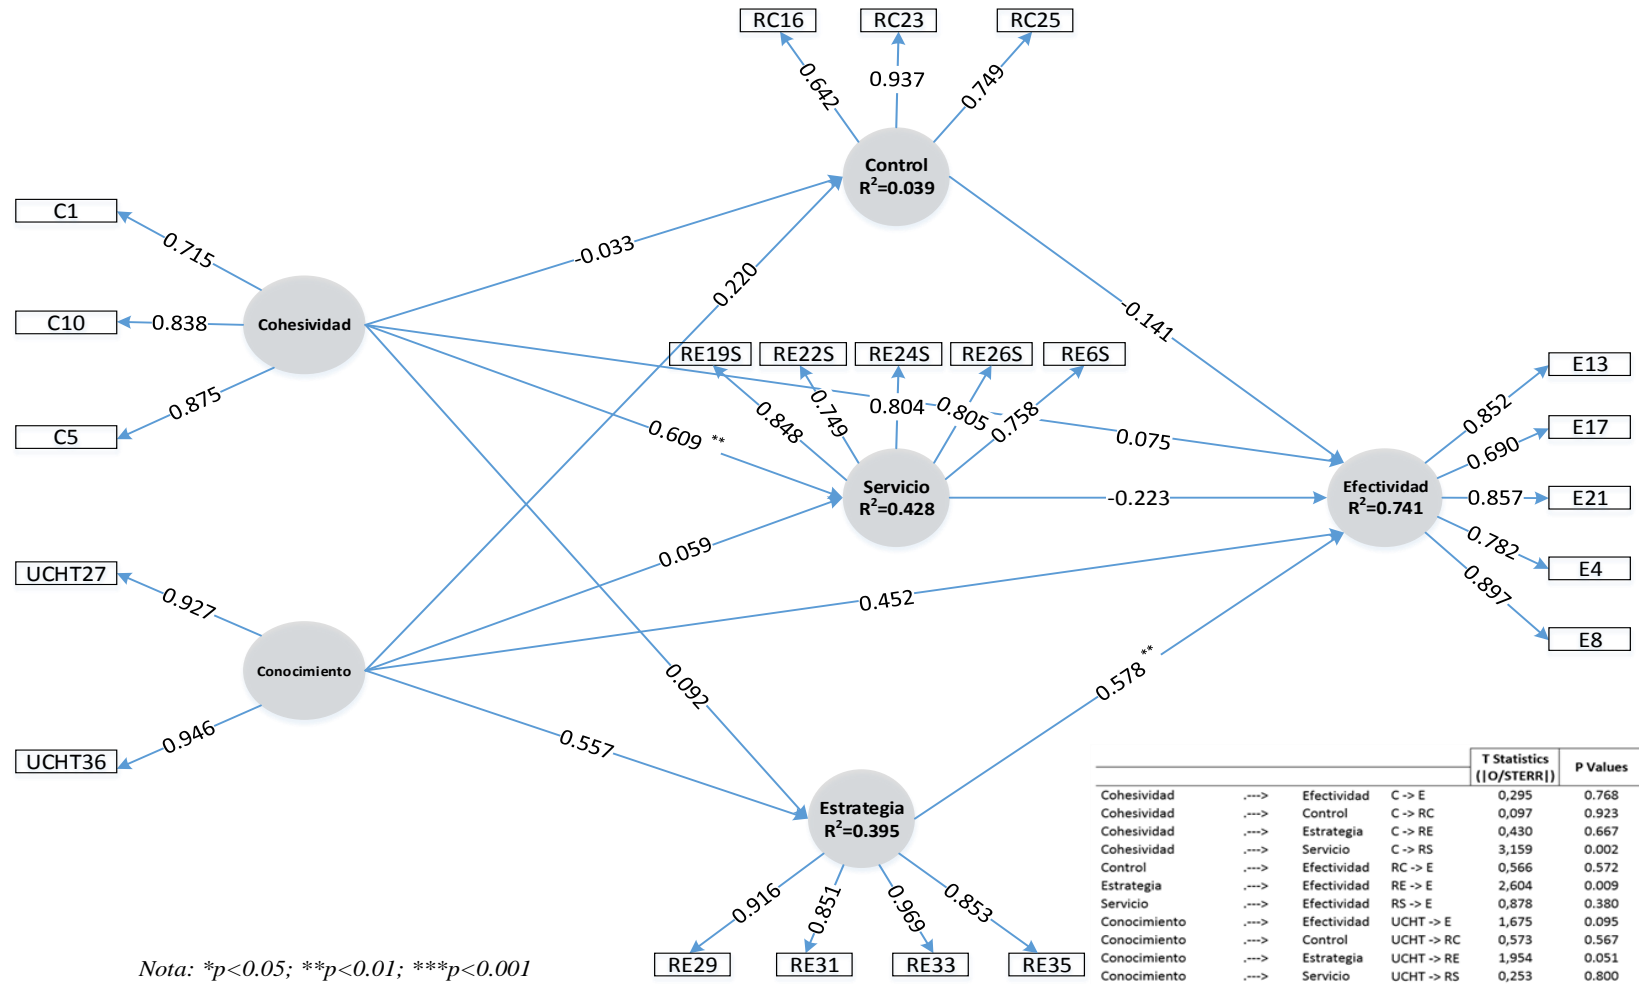 RC16
RC23
RC25
0.642
0.937
0.749
Control
R²=0.039
C1
0.715
C10
0.838
Cohesividad
C5
0.875
-0.033
0.220
-0.141
RE19S
RE22S
RE24S
RE26S
RE6S
0.848
0.749
0.804
0.805
0.758
0.609 **
0.075
Servicio
R²=0.428
-0.223
Efectividad
R²=0.741
E13
0.852
E17
0.690
E21
0.857
E4
0.782
E8
0.897
UCHT27
0.927
Conocimiento
UCHT36
0.946
0.059
0.452
0.092
0.557
0.578 **
Estrategia
R²=0.395
0.916
0.851
0.969
0.853
RE29
RE31
RE33
RE35
Nota: *p<0.05; **p<0.01; ***p<0.001
T Statistics (|O/STERR|) P Values
Cohesividad .---> Efectividad C -> E 0,295 0.768
Cohesividad .---> Control C -> RC 0,097 0.923
Cohesividad .---> Estrategia C -> RE 0,430 0.667
Cohesividad .---> Servicio C -> RS 3,159 0.002
Control .---> Efectividad RC -> E 0,566 0.572
Estrategia .---> Efectividad RE -> E 2,604 0.009
Servicio .---> Efectividad RS -> E 0,878 0.380
Conocimiento .---> Efectividad UCHT -> E 1,675 0.095
Conocimiento .---> Control UCHT -> RC 0,573 0.567
Conocimiento .---> Estrategia UCHT -> RE 1,954 0.051
Conocimiento .---> Servicio UCHT -> RS 0,253 0.800